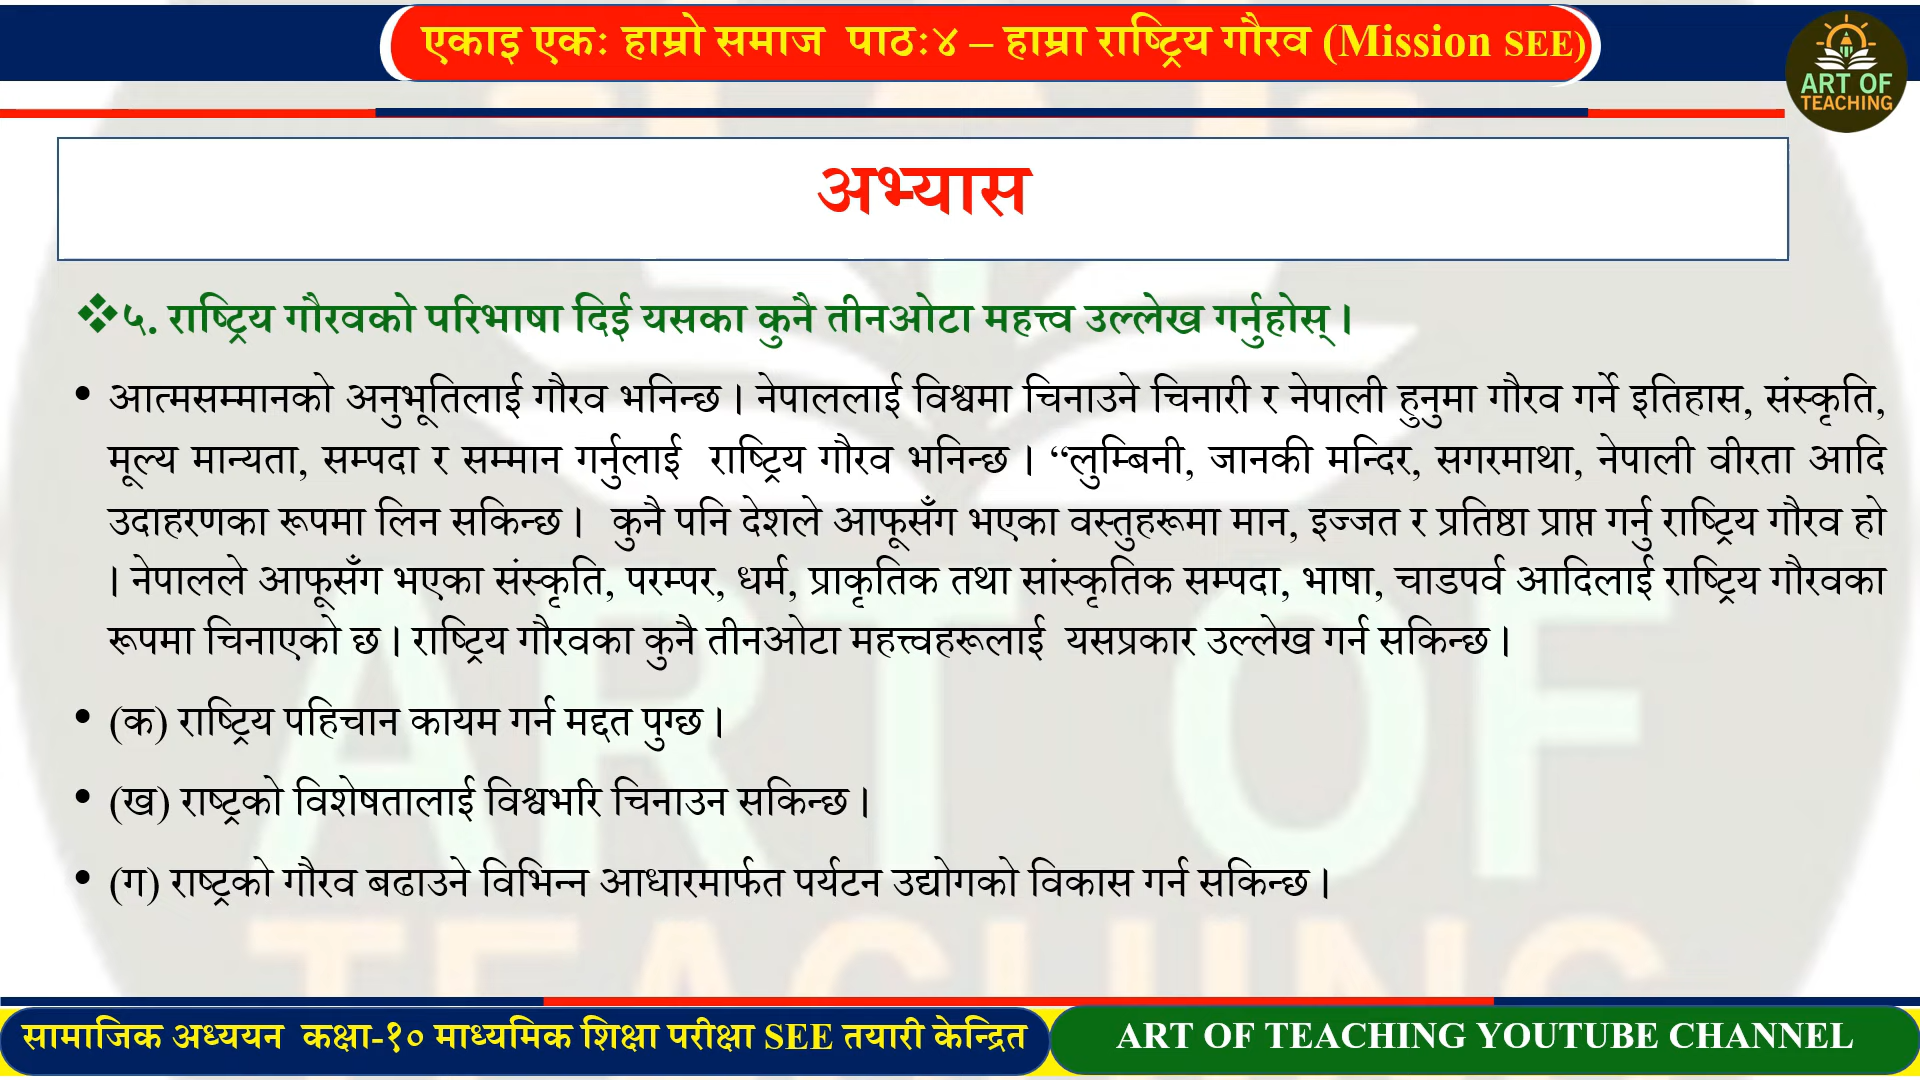 एकाइ एकः हाम्रो समाज  पाठः४ – हाम्रा राष्ट्रिय गौरव (Mission SEE)
ART OF
TEACHING
अभ्यास
❖५. राष्ट्रिय गौरवको परिभाषा दिई यसका कुनै तीनओटा महत्त्व उल्लेख गर्नुहोस् ।
• आत्मसम्मानको अनुभूतिलाई गौरव भनिन्छ । नेपाललाई विश्वमा चिनाउने चिनारी र नेपाली हुनुमा गौरव गर्ने इतिहास, संस्कृति,
मूल्य मान्यता, सम्पदा र सम्मान गर्नुलाई  राष्ट्रिय गौरव भनिन्छ । “लुम्बिनी, जानकी मन्दिर, सगरमाथा, नेपाली वीरता आदि
उदाहरणका रूपमा लिन सकिन्छ ।  कुनै पनि देशले आफूसँग भएका वस्तुहरूमा मान, इज्जत र प्रतिष्ठा प्राप्त गर्नु राष्ट्रिय गौरव हो
। नेपालले आफूसँग भएका संस्कृति, परम्पर, धर्म, प्राकृतिक तथा सांस्कृतिक सम्पदा, भाषा, चाडपर्व आदिलाई राष्ट्रिय गौरवका
रूपमा चिनाएको छ । राष्ट्रिय गौरवका कुनै तीनओटा महत्त्वहरूलाई  यसप्रकार उल्लेख गर्न सकिन्छ ।
• (क) राष्ट्रिय पहिचान कायम गर्न मद्दत पुग्छ ।
• (ख) राष्ट्रको विशेषतालाई विश्वभरि चिनाउन सकिन्छ ।
• (ग) राष्ट्रको गौरव बढाउने विभिन्न आधारमार्फत पर्यटन उद्योगको विकास गर्न सकिन्छ ।
ART OF
TEACHING
सामाजिक अध्ययन  कक्षा-१० माध्यमिक शिक्षा परीक्षा SEE तयारी केन्द्रित
ART OF TEACHING YOUTUBE CHANNEL